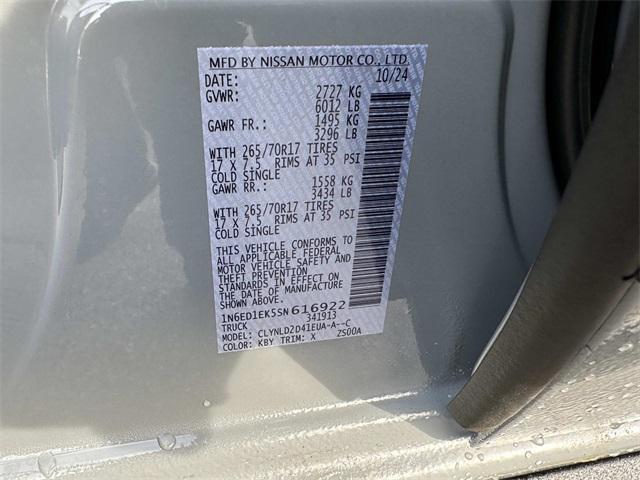 MFD BY NISSAN MOTOR CO., LTD.
DATE: 10/24
GVWR: 2727 KG
6012 LB
GAWR FR.: 1495 KG
3296 LB
WITH 265/70R17 TIRES
17 X 7.5 RIMS AT 35 PSI
COLD SINGLE
GAWR RR.: 1558 KG
3434 LB
WITH 265/70R17 TIRES
17 X 7.5 RIMS AT 35 PSI
COLD SINGLE
THIS VEHICLE CONFORMS TO
ALL APPLICABLE FEDERAL
MOTOR VEHICLE SAFETY AND
THEFT PREVENTION
STANDARDS IN EFFECT ON
THE DATE OF MANUFACTURE
SHOWN ABOVE.
1N6ED1EK5SN616922
TRUCK 341913
MODEL: CLYNLD2D41EUA-A--C
COLOR: KBY TRIM: X ZS00A